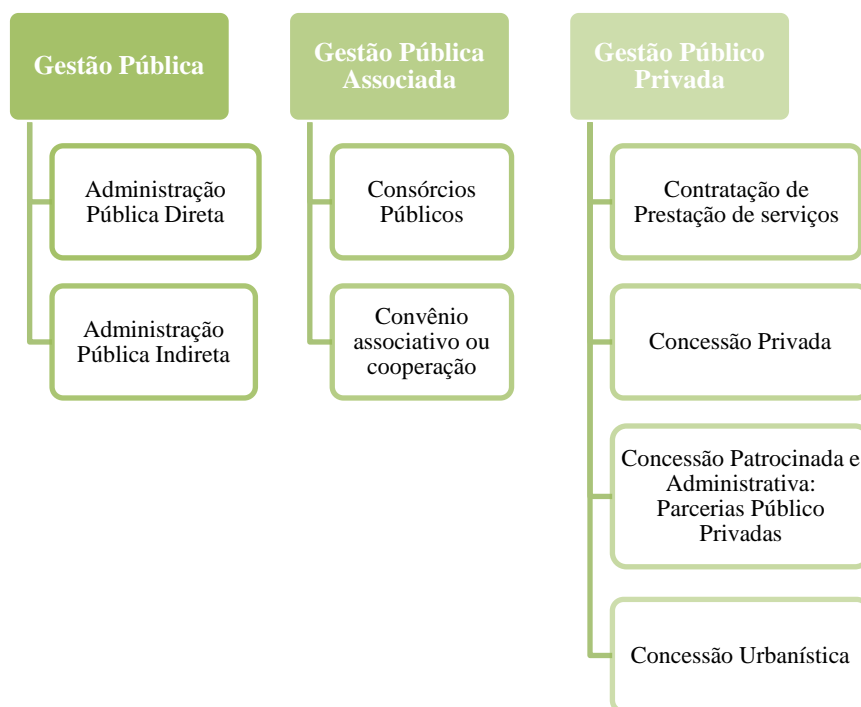 Gestão Pública
Administração
Pública Direta
Administração
Pública Indireta
Gestão Pública
Associada
Consórcios
Públicos
Convênio
associativo ou
cooperação
Gestão Público
Privada
Contratação de
Prestação de serviços
Concessão Privada
Concessão Patrocinada e
Administrativa:
Parcerias Público
Privadas
Concessão Urbanística